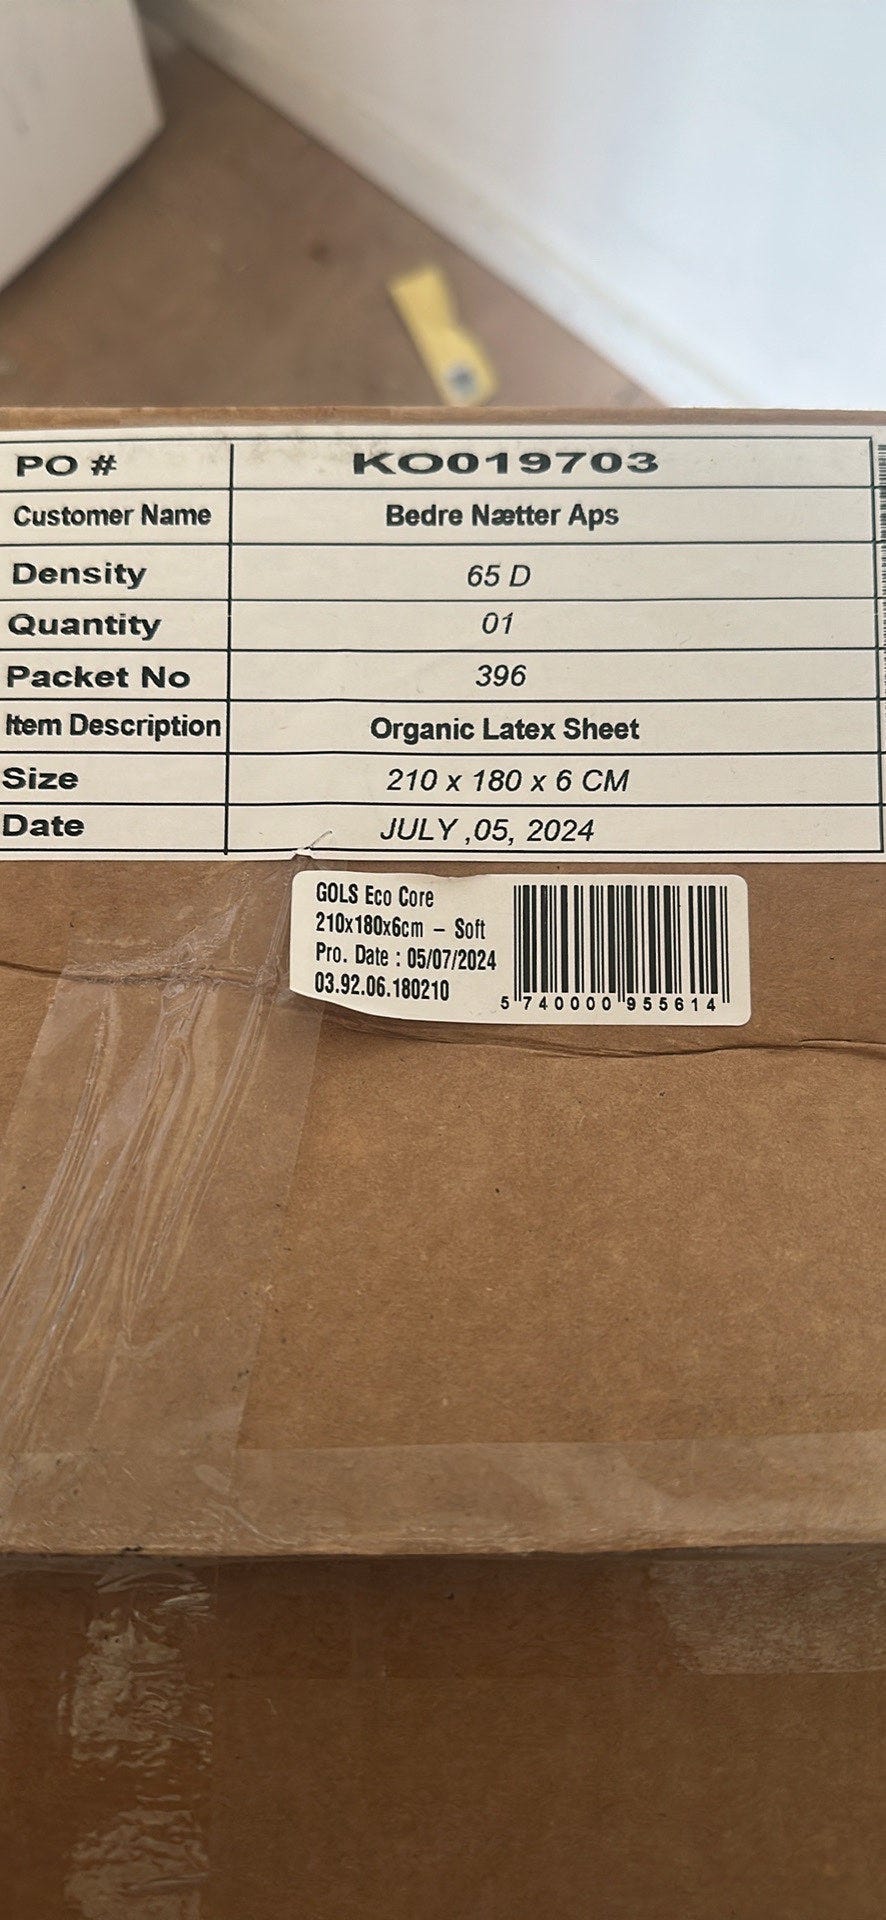 PO # KO019703
Customer Name Bedre Nætter Aps
Density 65 D
Quantity 01
Packet No 396
Item Description Organic Latex Sheet
Size 210 x 180 x 6 CM
Date JULY ,05, 2024
GOLS Eco Core
210x180x6cm – Soft
Pro. Date : 05/07/2024
03.92.06.180210
5 740000 955614